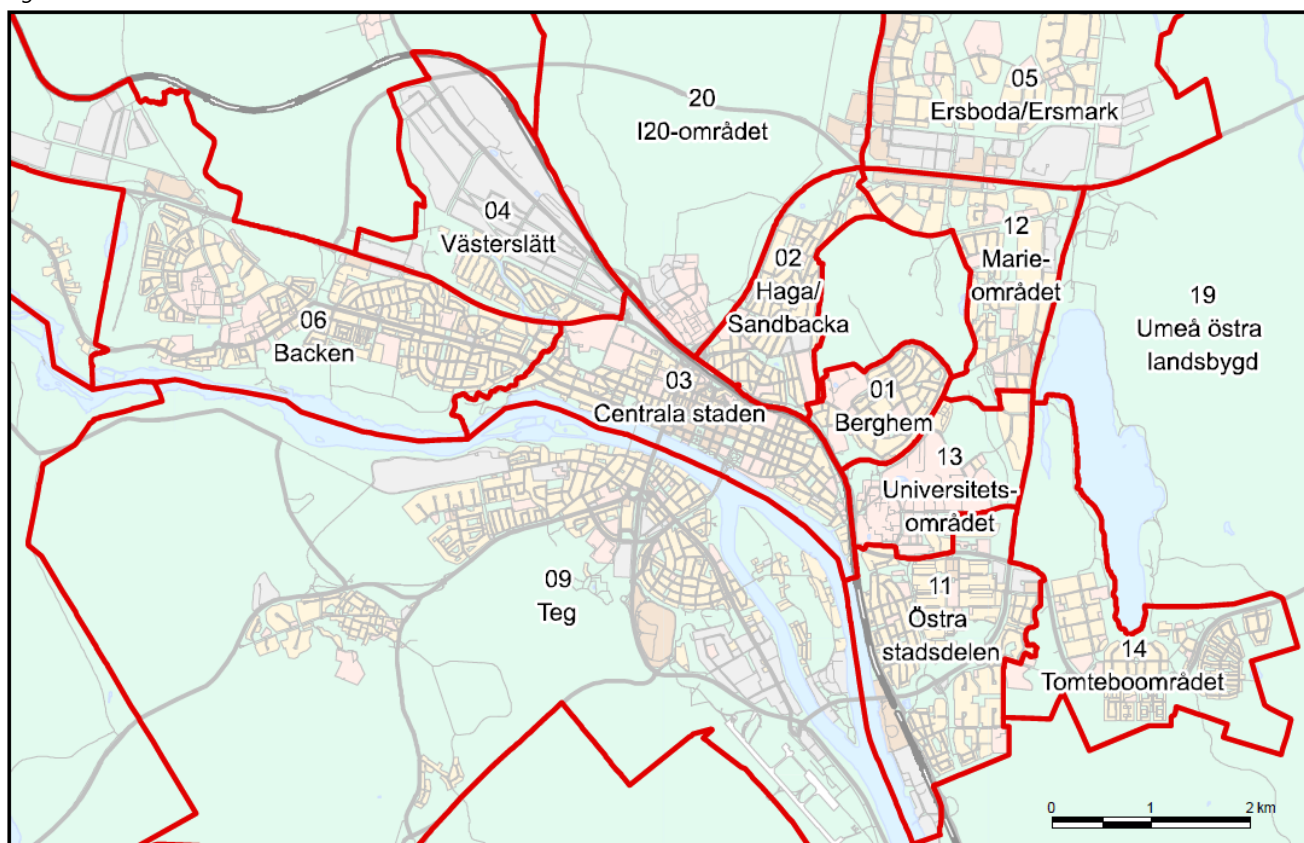 05
Ersboda/Ersmark
20
I20-området
04
Västerslätt
12
Marie-
området
02
Haga/
Sandbacka
19
Umeå östra
landsbygd
06
Backen
03
Centrala staden
01
Berghem
13
Universitets-
området
09
Teg
11
Östra
stadsdelen
14
Tomteboområdet
0 1 2 km